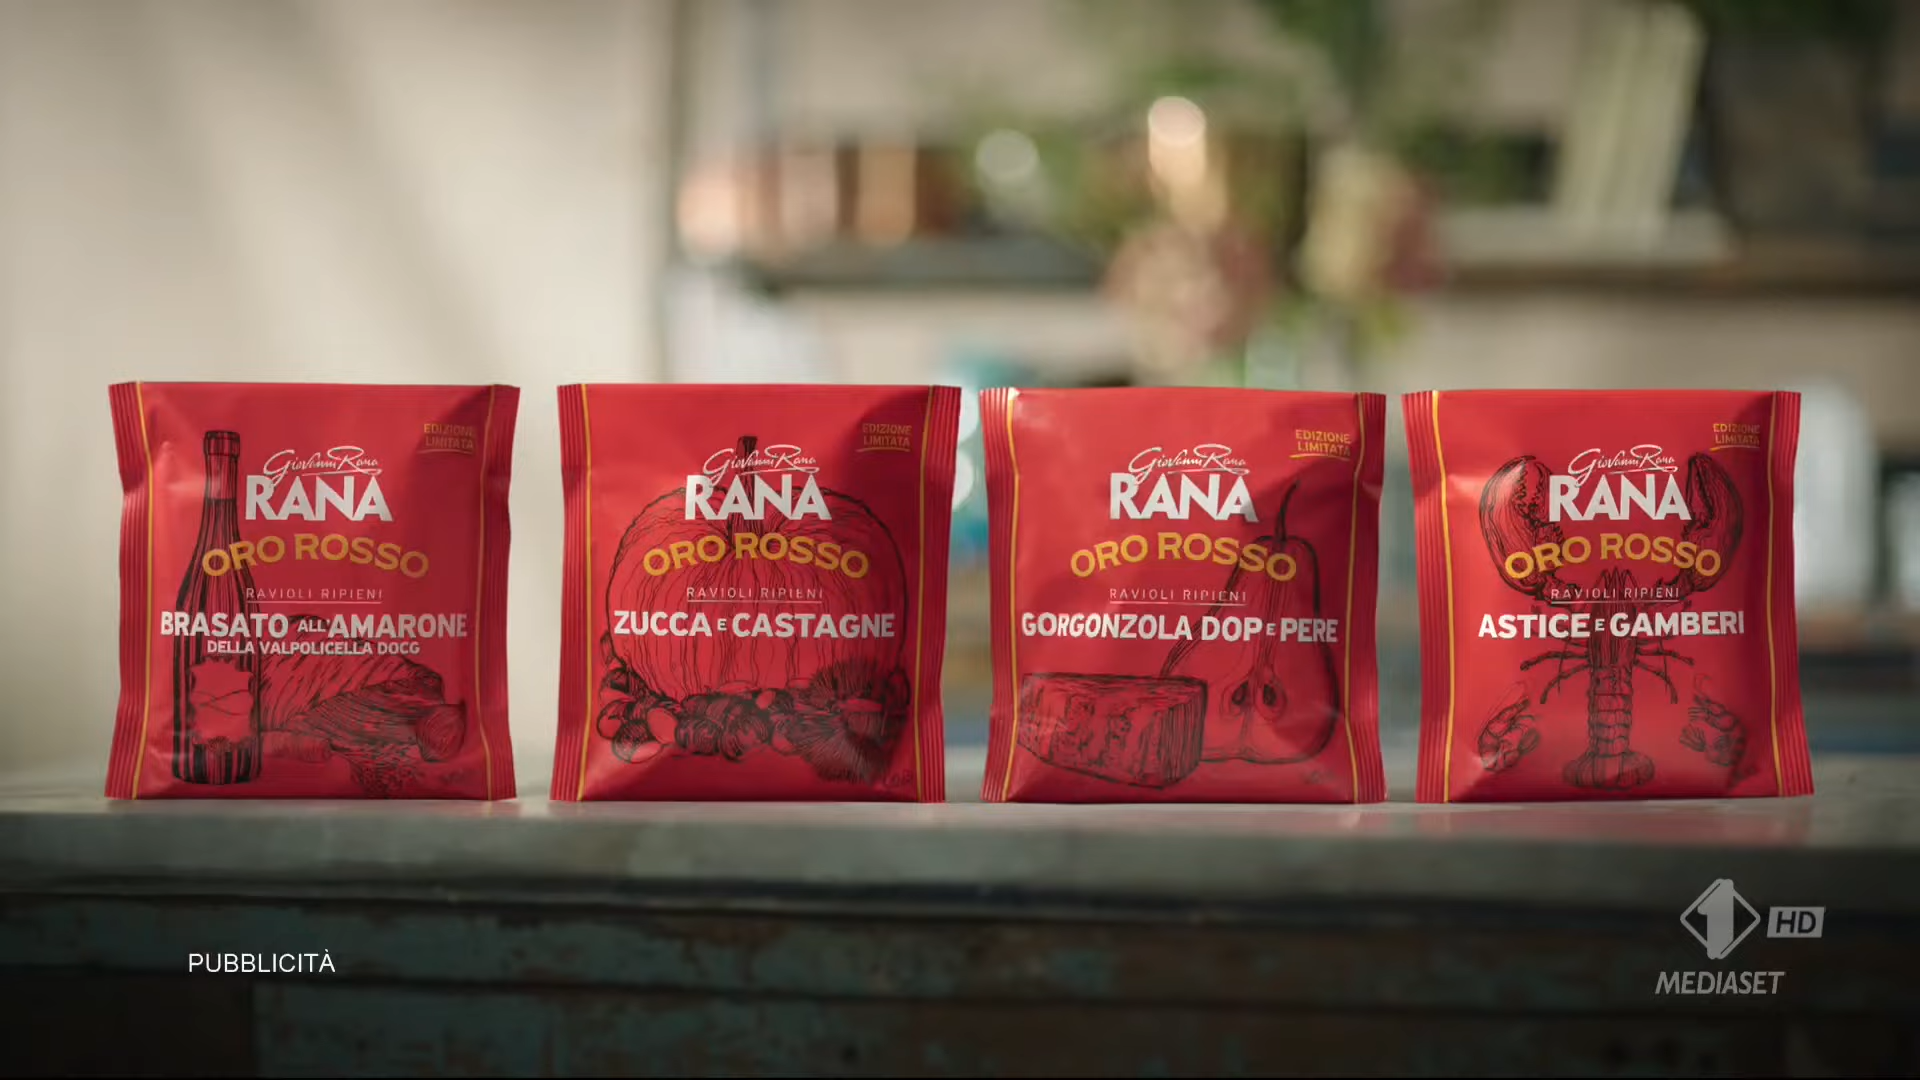 EDIZIONE
LIMITATA
Giovanni Rana
RANA
ORO ROSSO
RAVIOLI RIPIENI
BRASATO ALL'AMARONE
DELLA VALPOLICELLA DOCG
EDIZIONE
LIMITATA
Giovanni Rana
RANA
ORO ROSSO
RAVIOLI RIPIENI
ZUCCA E CASTAGNE
EDIZIONE
LIMITATA
Giovanni Rana
RANA
ORO ROSSO
RAVIOLI RIPIENI
GORGONZOLA DOP E PERE
EDIZIONE
LIMITATA
Giovanni Rana
RANA
ORO ROSSO
RAVIOLI RIPIENI
ASTICE E GAMBERI
PUBBLICITÀ
1 HD
MEDIASET